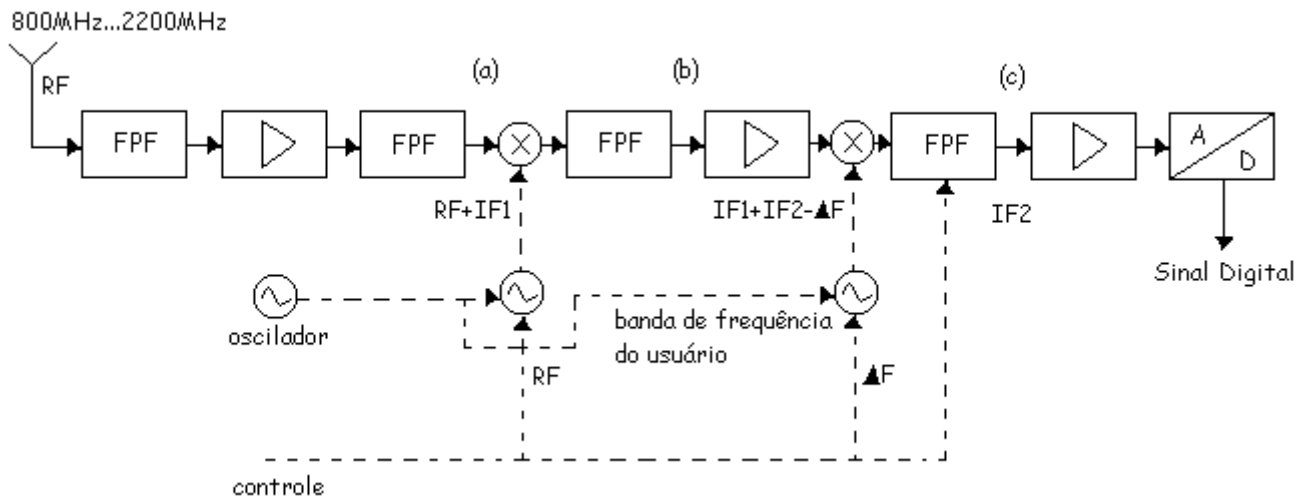 800MHz...2200MHz
RF
(a)
(b)
(c)
FPF
FPF
FPF
FPF
A
D
RF+IF1
IF1+IF2-▲F
IF2
Sinal Digital
oscilador
banda de frequência
do usuário
RF
▲F
controle